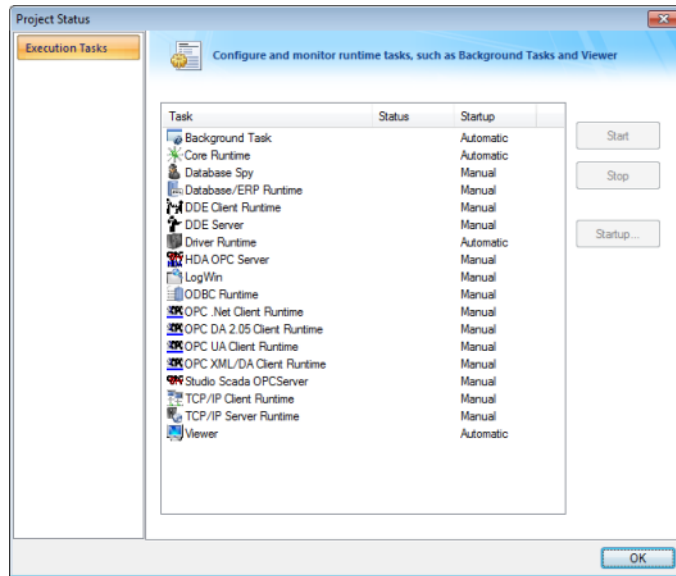 Project Status
Execution Tasks
Configure and monitor runtime tasks, such as Background Tasks and Viewer
Task Status Startup
Background Task Automatic
Core Runtime Automatic
Database Spy Manual
Database/ERP Runtime Manual
DDE Client Runtime Manual
DDE Server Manual
Driver Runtime Automatic
HDA OPC Server Manual
LogWin Manual
ODBC Runtime Manual
OPC .Net Client Runtime Manual
OPC DA 2.05 Client Runtime Manual
OPC UA Client Runtime Manual
OPC XML/DA Client Runtime Manual
Studio Scada OPCServer Manual
TCP/IP Client Runtime Manual
TCP/IP Server Runtime Manual
Viewer Automatic
Start
Stop
Startup...
OK